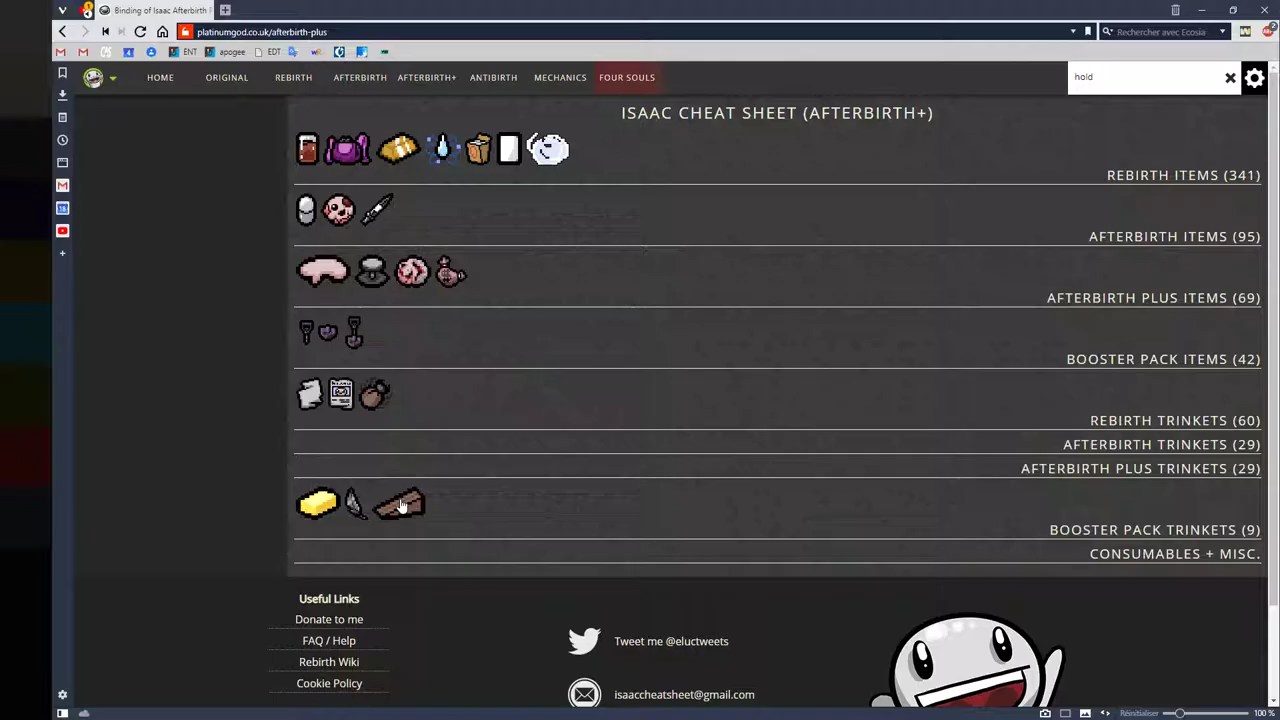 Binding of Isaac Afterbirth
platinumgod.co.uk/afterbirth-plus
Rechercher avec Ecosia
ENT
apogee
EDT
HOME
ORIGINAL
REBIRTH
AFTERBIRTH
AFTERBIRTH+
ANTIBIRTH
MECHANICS
FOUR SOULS
hold
ISAAC CHEAT SHEET (AFTERBIRTH+)
REBIRTH ITEMS (341)
AFTERBIRTH ITEMS (95)
AFTERBIRTH PLUS ITEMS (69)
BOOSTER PACK ITEMS (42)
REBIRTH TRINKETS (60)
AFTERBIRTH TRINKETS (29)
AFTERBIRTH PLUS TRINKETS (29)
BOOSTER PACK TRINKETS (9)
CONSUMABLES + MISC.
Useful Links
Donate to me
FAQ / Help
Rebirth Wiki
Cookie Policy
Tweet me @eluctweets
isaaccheatsheet@gmail.com
Réinitialiser
100 %